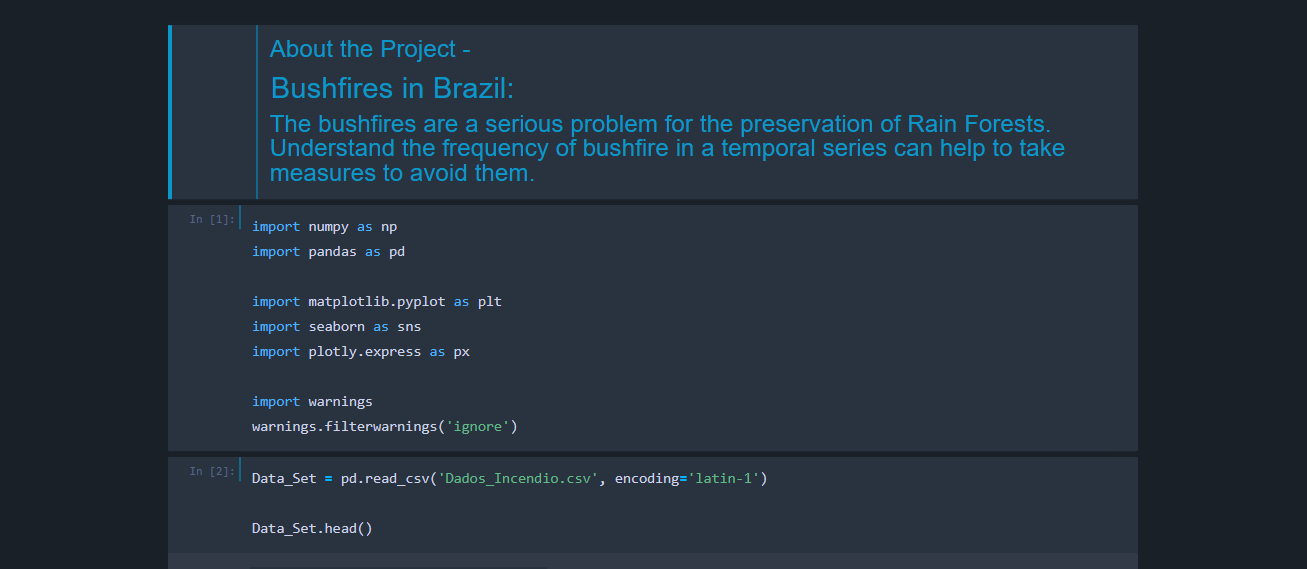 About the Project -
Bushfires in Brazil:
The bushfires are a serious problem for the preservation of Rain Forests.
Understand the frequency of bushfire in a temporal series can help to take
measures to avoid them.
In [1]:
import numpy as np
import pandas as pd
import matplotlib.pyplot as plt
import seaborn as sns
import plotly.express as px
import warnings
warnings.filterwarnings('ignore')
In [2]:
Data_Set = pd.read_csv('Dados_Incendio.csv', encoding='latin-1')
Data_Set.head()